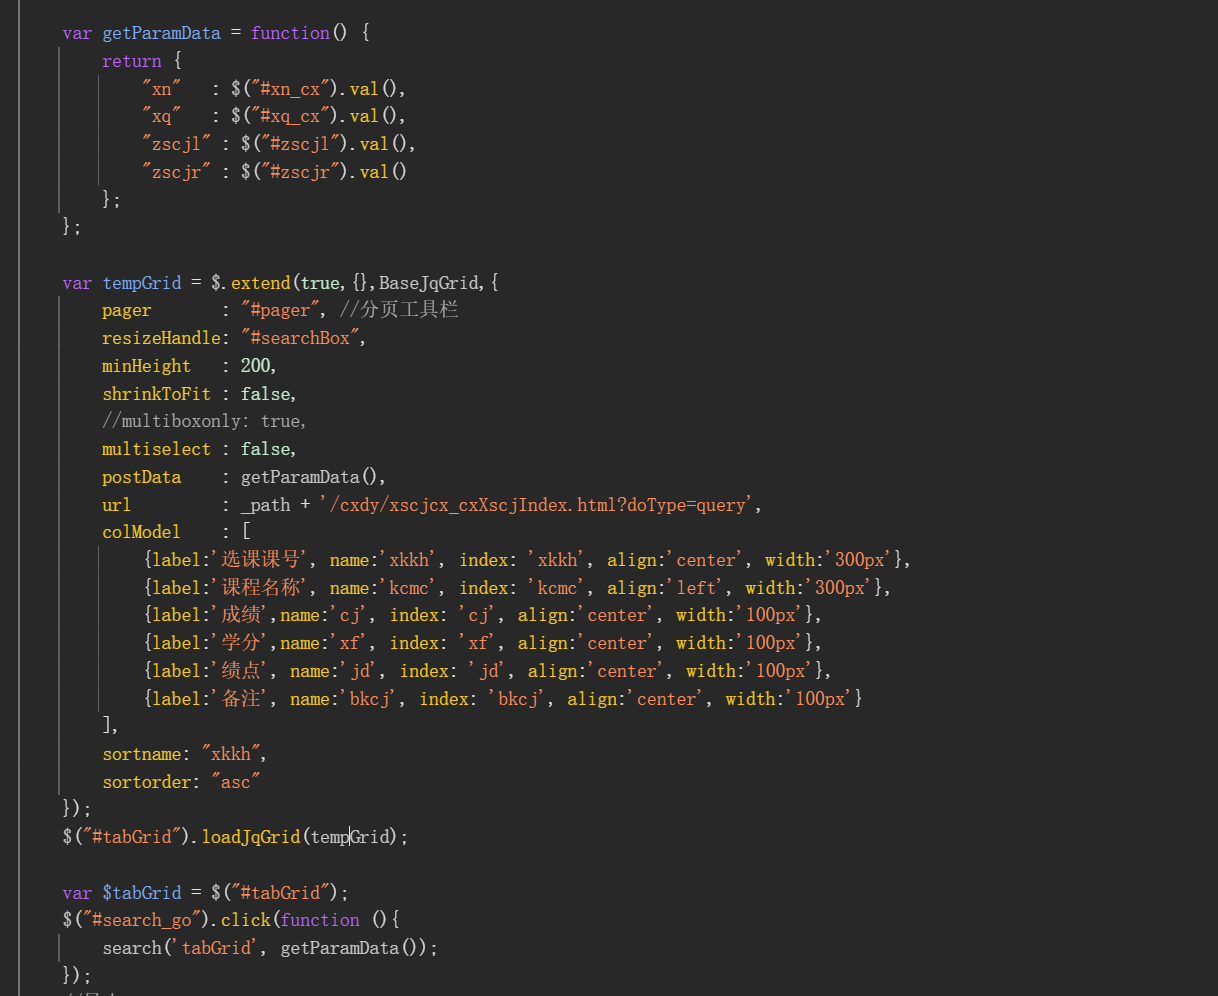 var getParamData = function() {
return {
"xn" : $("#xn_cx").val(),
"xq" : $("#xq_cx").val(),
"zscjl" : $("#zscjl").val(),
"zscjr" : $("#zscjr").val()
};
};
var tempGrid = $.extend(true,{},BaseJqGrid,{
pager : "#pager", //分页工具栏
resizeHandle: "#searchBox",
minHeight : 200,
shrinkToFit : false,
//multiboxonly: true,
multiselect : false,
postData : getParamData(),
url : _path + '/cxdy/xscjcx_cxXscjIndex.html?doType=query',
colModel : [
{label:'选课课号', name:'xkkh', index: 'xkkh', align:'center', width:'300px'},
{label:'课程名称', name:'kcmc', index: 'kcmc', align:'left', width:'300px'},
{label:'成绩',name:'cj', index: 'cj', align:'center', width:'100px'},
{label:'学分',name:'xf', index: 'xf', align:'center', width:'100px'},
{label:'绩点', name:'jd', index: 'jd', align:'center', width:'100px'},
{label:'备注', name:'bkcj', index: 'bkcj', align:'center', width:'100px'}
],
sortname: "xkkh",
sortorder: "asc"
});
$("#tabGrid").loadJqGrid(tempGrid);
var $tabGrid = $("#tabGrid");
$("#search_go").click(function (){
search('tabGrid', getParamData());
});